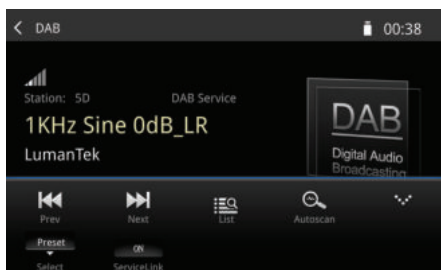 DAB
00:38
Station: 5D
DAB Service
1KHz Sine 0dB_LR
LumanTek
DAB
Digital Audio
Broadcasting
Prev
Next
List
Autoscan
Preset
ON
Select
ServiceLink